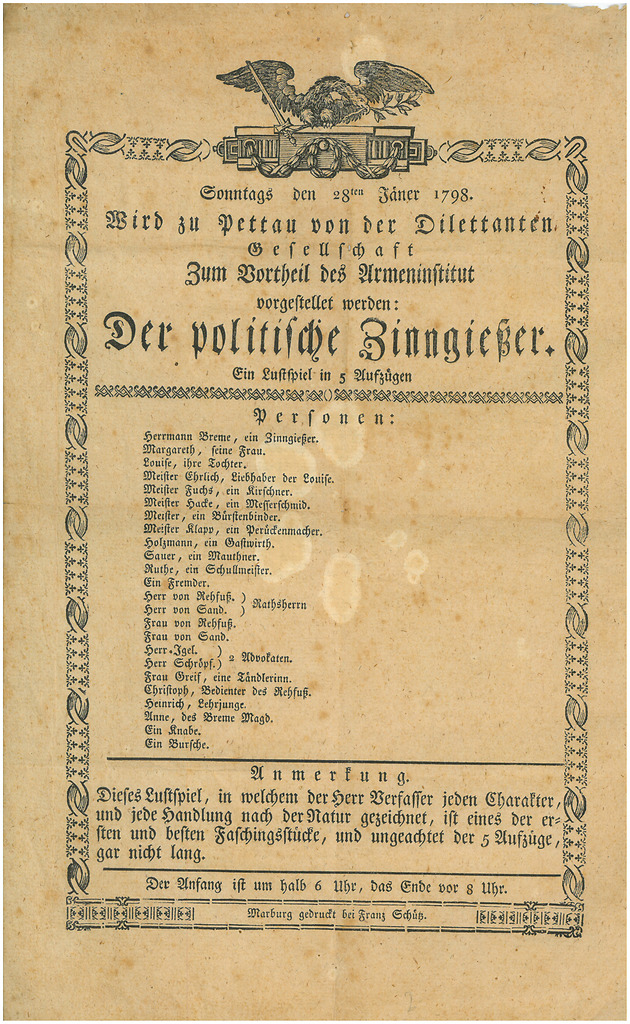 Sonntags den 28ten Jäner 1798.
Wird zu Pettau von der Dilettanten
Gesellschaft
Zum Vortheil des Armeninstitut
vorgestellet werden:
Der politische Zinngießer.
Ein Lustspiel in 5 Aufzügen
Personen:
Herrmann Breme, ein Zinngießer.
Margareth, seine Frau.
Louise, ihre Tochter.
Meister Ehrlich, Liebhaber der Louise.
Meister Fuchs, ein Kirschner.
Meister Hacke, ein Messerschmid.
Meister, ein Bürstenbinder.
Meister Klapp, ein Perückenmacher.
Holzmann, ein Gastwirth.
Sauer, ein Mauthner.
Ruthe, ein Schullmeister.
Ein Fremder.
Herr von Rehfuß. )
Herr von Sand. ) Rathsherrn
Frau von Rehfuß.
Frau von Sand.
Herr Igel. )
Herr Schröpf.) 2 Advokaten.
Frau Greif, eine Tändlerinn.
Christoph, Bedienter des Rehfuß.
Heinrich, Lehrjunge.
Anne, des Breme Magd.
Ein Knabe.
Ein Bursche.
Anmerkung.
Dieses Lustspiel, in welchem der Herr Verfasser jeden Charakter,
und jede Handlung nach der Natur gezeichnet, ist eines der er-
sten und besten Faschingsstücke, und ungeachtet der 5 Aufzüge,
gar nicht lang.
Der Anfang ist um halb 6 Uhr, das Ende vor 8 Uhr.
Marburg gedruckt bei Franz Schütz.